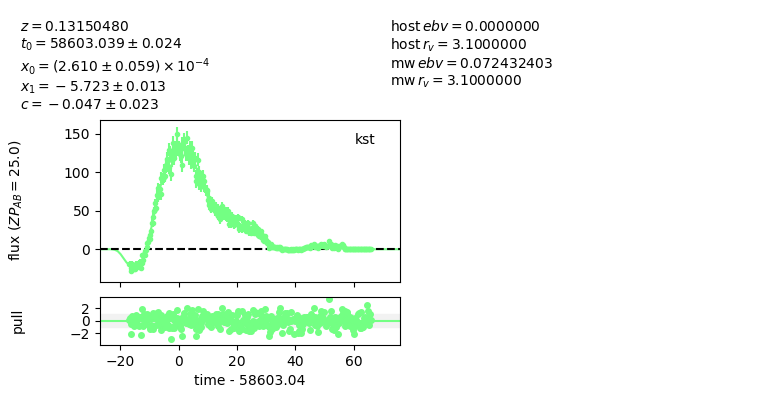 z = 0.13150480
t₀ = 58603.039 ± 0.024
x₀ = (2.610 ± 0.059) × 10⁻⁴
x₁ = −5.723 ± 0.013
c = −0.047 ± 0.023
host ebv = 0.0000000
host r_v = 3.1000000
mw ebv = 0.072432403
mw r_v = 3.1000000
kst
150
100
50
0
flux (ZP_AB = 25.0)
2
0
−2
pull
−20 0 20 40 60
time - 58603.04